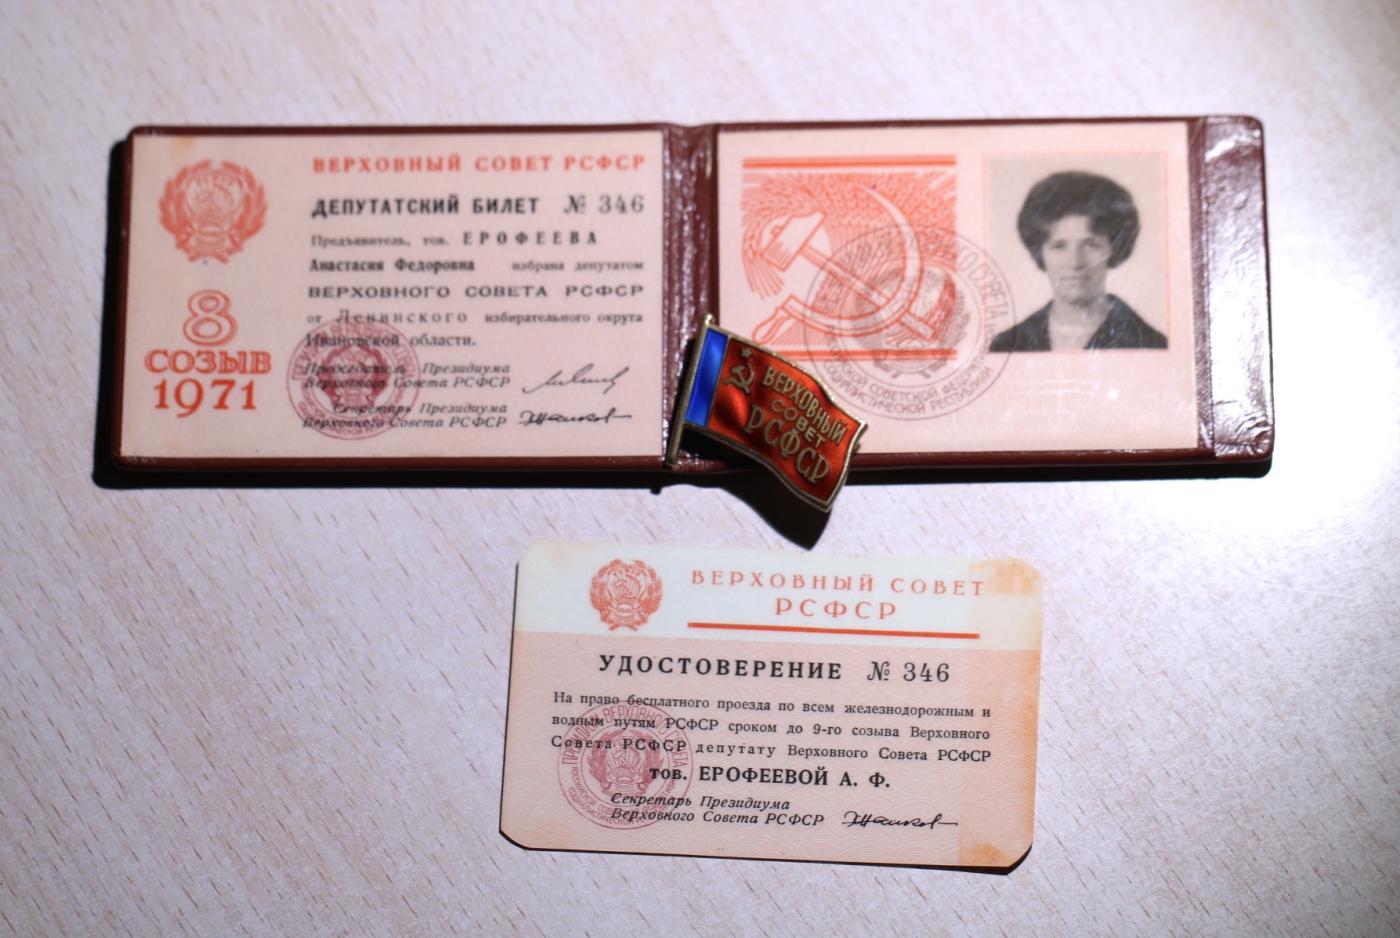 ВЕРХОВНЫЙ СОВЕТ РСФСР
ДЕПУТАТСКИЙ БИЛЕТ № 346
Предъявитель, тов. ЕРОФЕЕВА
Анастасия Федоровна избрана депутатом
ВЕРХОВНОГО СОВЕТА РСФСР
от Ленинского избирательного округа
Ивановской области.
Председатель Президиума
Верховного Совета РСФСР
Секретарь Президиума
Верховного Совета РСФСР
8
СОЗЫВ
1971
ВЕРХОВНЫЙ
СОВЕТ
РСФСР
ВЕРХОВНЫЙ СОВЕТ
РСФСР
УДОСТОВЕРЕНИЕ № 346
На право бесплатного проезда по всем железнодорожным и
водным путям РСФСР сроком до 9-го созыва Верховного
Совета РСФСР депутату Верховного Совета РСФСР
тов. ЕРОФЕЕВОЙ А. Ф.
Секретарь Президиума
Верховного Совета РСФСР